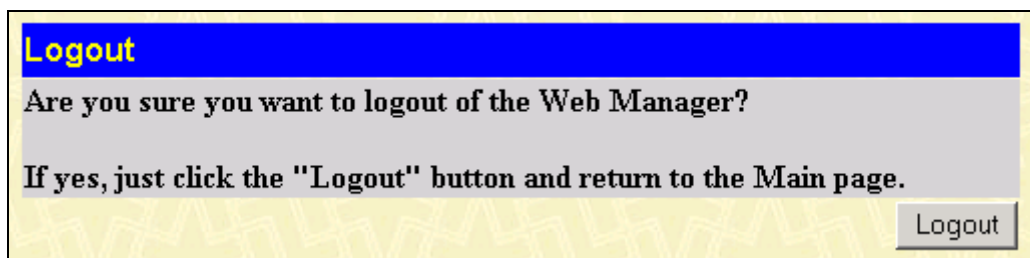 Logout
Are you sure you want to logout of the Web Manager?
If yes, just click the "Logout" button and return to the Main page.
Logout